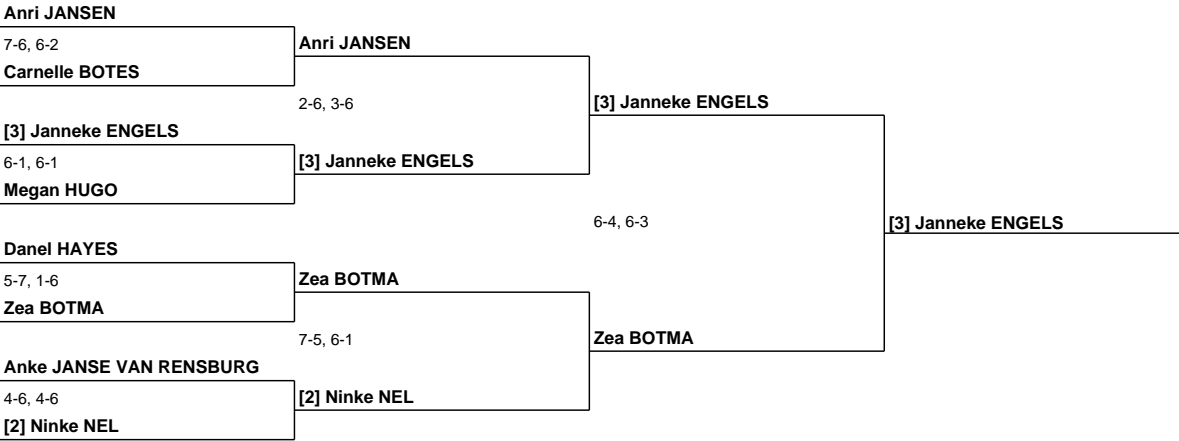 Anri JANSEN
7-6, 6-2
Anri JANSEN
Carnelle BOTES
2-6, 3-6
[3] Janneke ENGELS
[3] Janneke ENGELS
6-1, 6-1
[3] Janneke ENGELS
Megan HUGO
6-4, 6-3
[3] Janneke ENGELS
Danel HAYES
5-7, 1-6
Zea BOTMA
Zea BOTMA
7-5, 6-1
Zea BOTMA
Anke JANSE VAN RENSBURG
4-6, 4-6
[2] Ninke NEL
[2] Ninke NEL